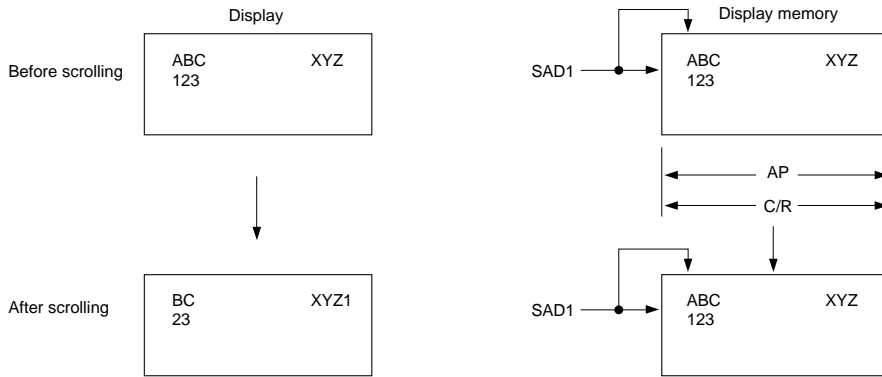 Display
Display memory
Before scrolling
ABC XYZ
123
SAD1
ABC XYZ
123
AP
C/R
After scrolling
BC XYZ1
23
SAD1
ABC XYZ
123